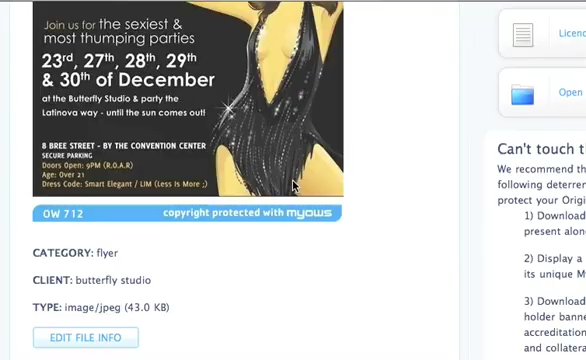 Join us for the sexiest &
most thumping parties
23rd, 27th, 28th, 29th
& 30th of December
at the Butterfly Studio & party the
Latinova way - until the sun comes out!
8 BREE STREET - BY THE CONVENTION CENTER
SECURE PARKING
Doors Open: 9PM (R.O.A.R)
Age: Over 21
Dress Code: Smart Elegant / LIM (Less Is More ;)
OW 712 copyright protected with myows
CATEGORY: flyer
CLIENT: butterfly studio
TYPE: image/jpeg (43.0 KB)
EDIT FILE INFO
Licenc
Open
Can't touch t
We recommend th
following deterren
protect your Origi
1) Download
present alon
2) Display a
its unique M
3) Download
holder bann
accreditation
and collatera